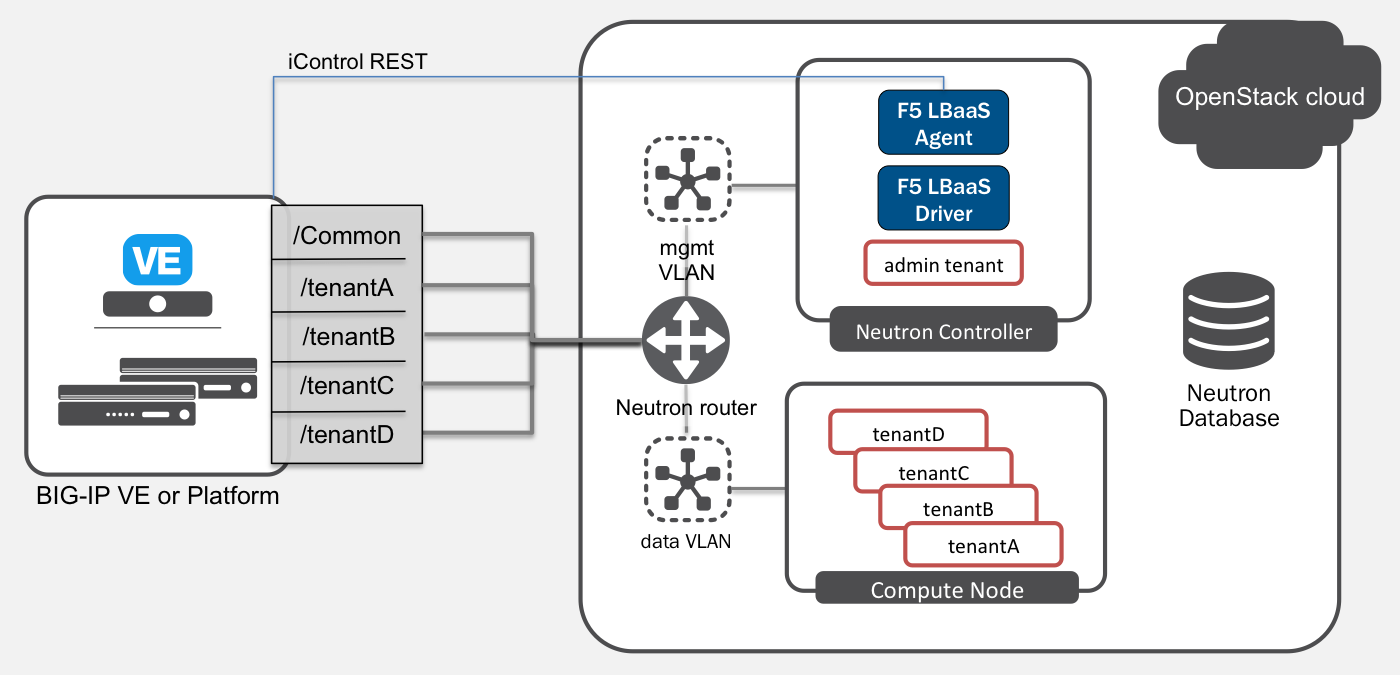 iControl REST
OpenStack cloud
F5 LBaaS
Agent
F5 LBaaS
Driver
admin tenant
Neutron Controller
mgmt
VLAN
VE
/Common
/tenantA
/tenantB
/tenantC
/tenantD
BIG-IP VE or Platform
Neutron router
data VLAN
tenantD
tenantC
tenantB
tenantA
Compute Node
Neutron
Database